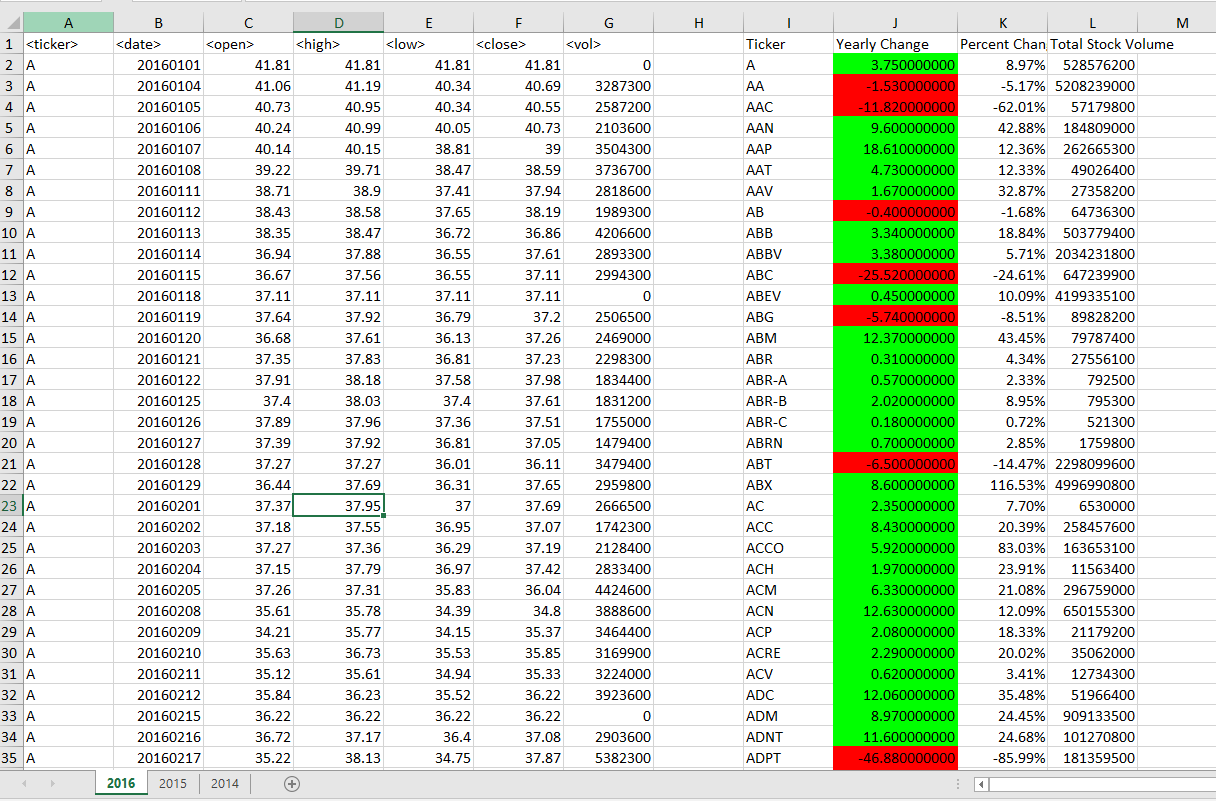 A B C D E F G H I J K L M
1 <ticker> <date> <open> <high> <low> <close> <vol> Ticker Yearly Change Percent Chan Total Stock Volume
2 A 20160101 41.81 41.81 41.81 41.81 0 A 3.750000000 8.97% 528576200
3 A 20160104 41.06 41.19 40.34 40.69 3287300 AA -1.530000000 -5.17% 5208239000
4 A 20160105 40.73 40.95 40.34 40.55 2587200 AAC -11.820000000 -62.01% 57179800
5 A 20160106 40.24 40.99 40.05 40.73 2103600 AAN 9.600000000 42.88% 184809000
6 A 20160107 40.14 40.15 38.81 39 3504300 AAP 18.610000000 12.36% 262665300
7 A 20160108 39.22 39.71 38.47 38.59 3736700 AAT 4.730000000 12.33% 49026400
8 A 20160111 38.71 38.9 37.41 37.94 2818600 AAV 1.670000000 32.87% 27358200
9 A 20160112 38.43 38.58 37.65 38.19 1989300 AB -0.400000000 -1.68% 64736300
10 A 20160113 38.35 38.47 36.72 36.86 4206600 ABB 3.340000000 18.84% 503779400
11 A 20160114 36.94 37.88 36.55 37.61 2893300 ABBV 3.380000000 5.71% 2034231800
12 A 20160115 36.67 37.56 36.55 37.11 2994300 ABC -25.520000000 -24.61% 647239900
13 A 20160118 37.11 37.11 37.11 37.11 0 ABEV 0.450000000 10.09% 4199335100
14 A 20160119 37.64 37.92 36.79 37.2 2506500 ABG -5.740000000 -8.51% 89828200
15 A 20160120 36.68 37.61 36.13 37.26 2469000 ABM 12.370000000 43.45% 79787400
16 A 20160121 37.35 37.83 36.81 37.23 2298300 ABR 0.310000000 4.34% 27556100
17 A 20160122 37.91 38.18 37.58 37.98 1834400 ABR-A 0.570000000 2.33% 792500
18 A 20160125 37.4 38.03 37.4 37.61 1831200 ABR-B 2.020000000 8.95% 795300
19 A 20160126 37.89 37.96 37.36 37.51 1755000 ABR-C 0.180000000 0.72% 521300
20 A 20160127 37.39 37.92 36.81 37.05 1479400 ABRN 0.700000000 2.85% 1759800
21 A 20160128 37.27 37.27 36.01 36.11 3479400 ABT -6.500000000 -14.47% 2298099600
22 A 20160129 36.44 37.69 36.31 37.65 2959800 ABX 8.600000000 116.53% 4996990800
23 A 20160201 37.37 37.95 37 37.69 2666500 AC 2.350000000 7.70% 6530000
24 A 20160202 37.18 37.55 36.95 37.07 1742300 ACC 8.430000000 20.39% 258457600
25 A 20160203 37.27 37.36 36.29 37.19 2128400 ACCO 5.920000000 83.03% 163653100
26 A 20160204 37.15 37.79 36.97 37.42 2833400 ACH 1.970000000 23.91% 11563400
27 A 20160205 37.26 37.31 35.83 36.04 4424600 ACM 6.330000000 21.08% 296759000
28 A 20160208 35.61 35.78 34.39 34.8 3888600 ACN 12.630000000 12.09% 650155300
29 A 20160209 34.21 35.77 34.15 35.37 3464400 ACP 2.080000000 18.33% 21179200
30 A 20160210 35.63 36.73 35.53 35.85 3169900 ACRE 2.290000000 20.02% 35062000
31 A 20160211 35.12 35.61 34.94 35.33 3224000 ACV 0.620000000 3.41% 12734300
32 A 20160212 35.84 36.23 35.52 36.22 3923600 ADC 12.060000000 35.48% 51966400
33 A 20160215 36.22 36.22 36.22 36.22 0 ADM 8.970000000 24.45% 909133500
34 A 20160216 36.72 37.17 36.4 37.08 2903600 ADNT 11.600000000 24.68% 101270800
35 A 20160217 35.22 38.13 34.75 37.87 5382300 ADPT -46.880000000 -85.99% 181359500
2016 2015 2014